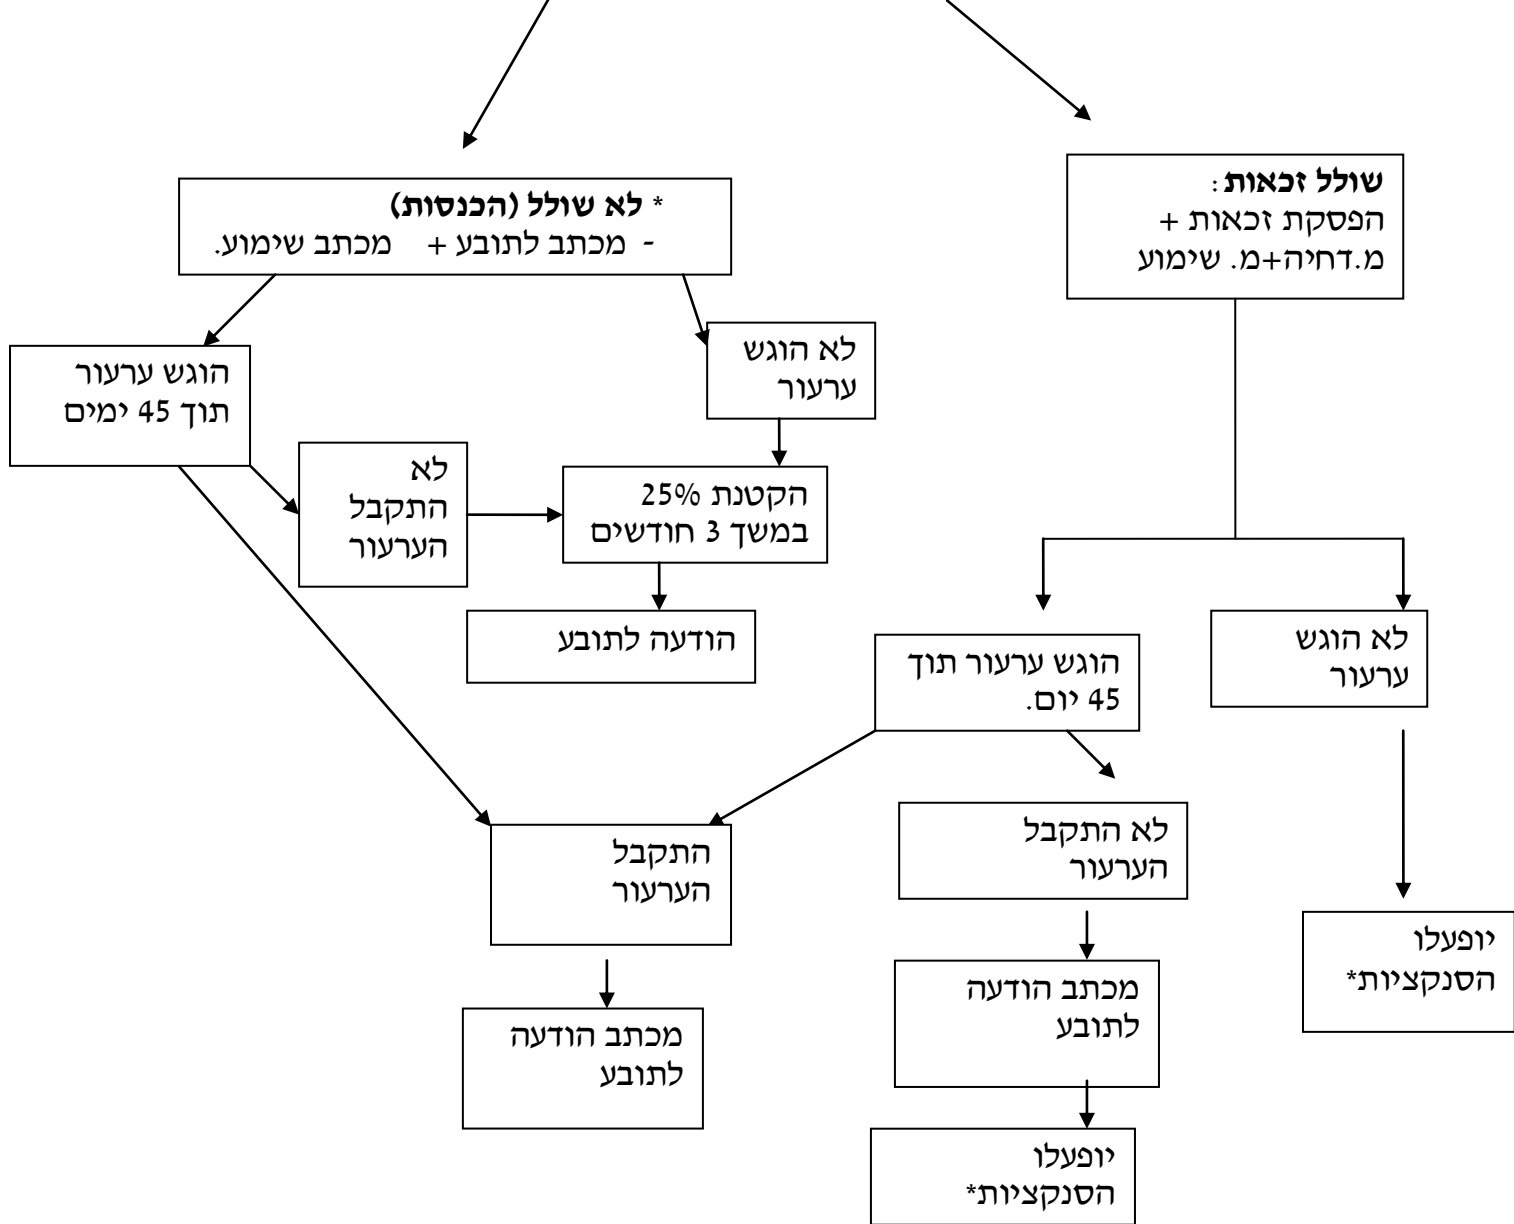 שולל זכאות:
הפסקת זכאות +
מ.דחיה+מ. שימוע
* לא שולל (הכנסות)
- מכתב לתובע + מכתב שימוע.
לא הוגש
ערעור
הוגש ערעור
תוך 45 ימים
לא
התקבל
הערעור
הקטנת 25%
במשך 3 חודשים
הודעה לתובע
לא הוגש
ערעור
הוגש ערעור תוך
45 יום.
לא התקבל
הערעור
התקבל
הערעור
יופעלו
הסנקציות*
מכתב הודעה
לתובע
מכתב הודעה
לתובע
יופעלו
הסנקציות*